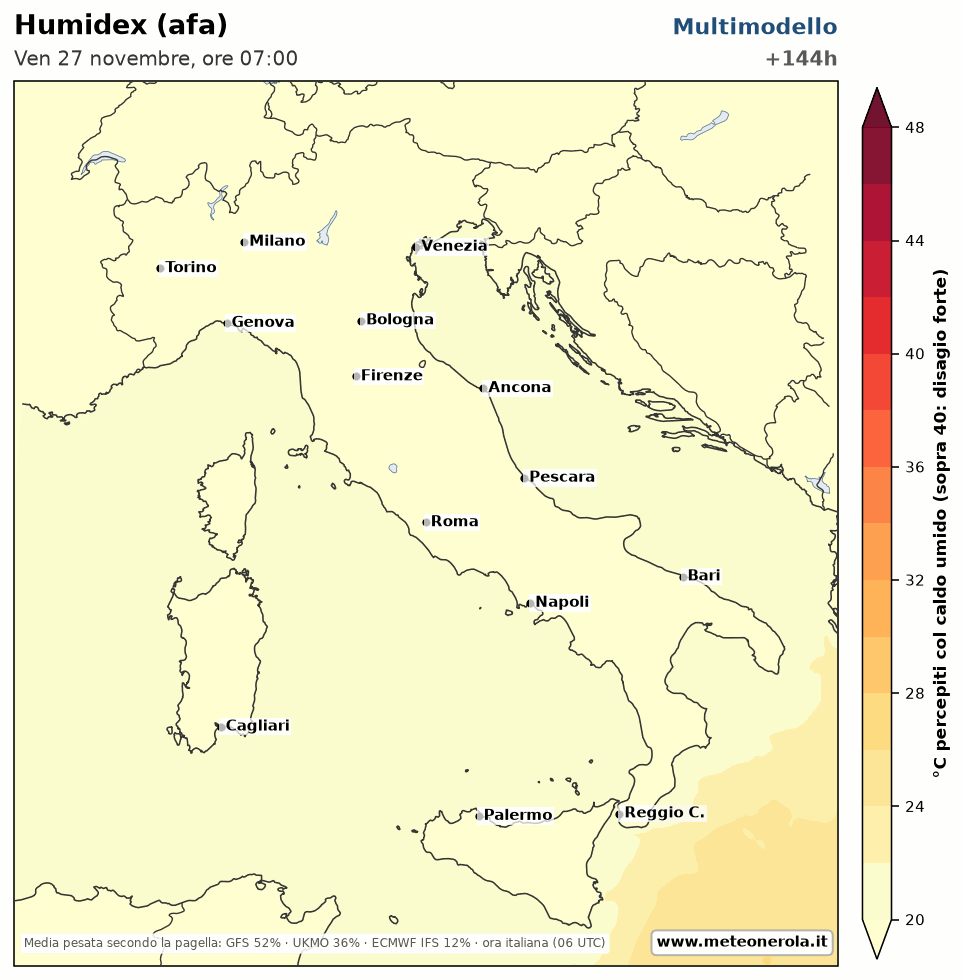 Humidex (afa)
Multimodello
Ven 27 novembre, ore 07:00
+144h
Milano
Venezia
Torino
Genova
Bologna
Firenze
Ancona
Pescara
Roma
Bari
Napoli
Cagliari
Palermo
Reggio C.
48
44
40
36
32
28
24
20
°C percepiti col caldo umido (sopra 40: disagio forte)
Media pesata secondo la pagella: GFS 52% · UKMO 36% · ECMWF IFS 12% · ora italiana (06 UTC)
www.meteonerola.it